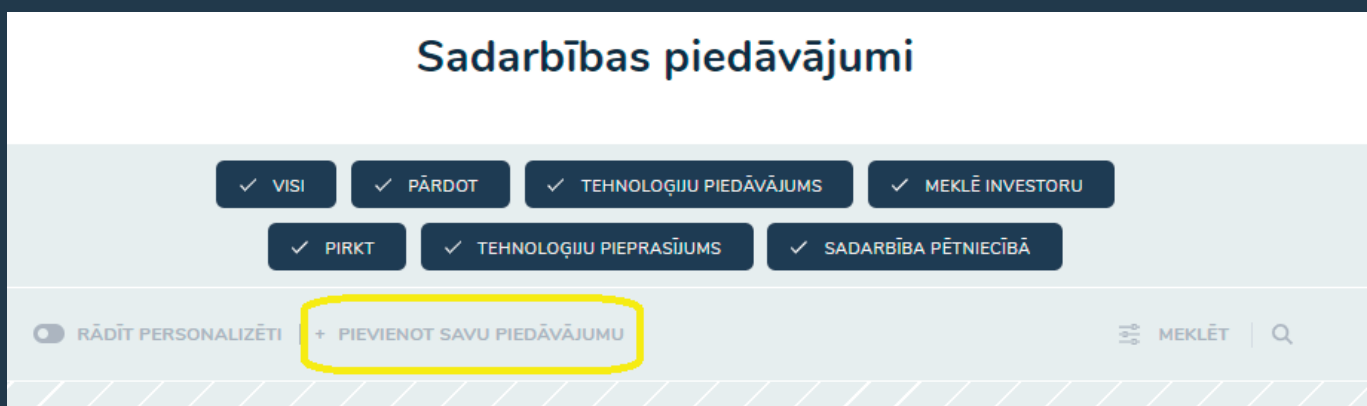 Sadarbības piedāvājumi
VISI PĀRDOT TEHNOLOĢIJU PIEDĀVĀJUMS MEKLĒ INVESTORU
PIRKT TEHNOLOĢIJU PIEPRASĪJUMS SADARBĪBA PĒTNIECĪBĀ
RĀDĪT PERSONALIZĒTI + PIEVIENOT SAVU PIEDĀVĀJUMU MEKLĒT